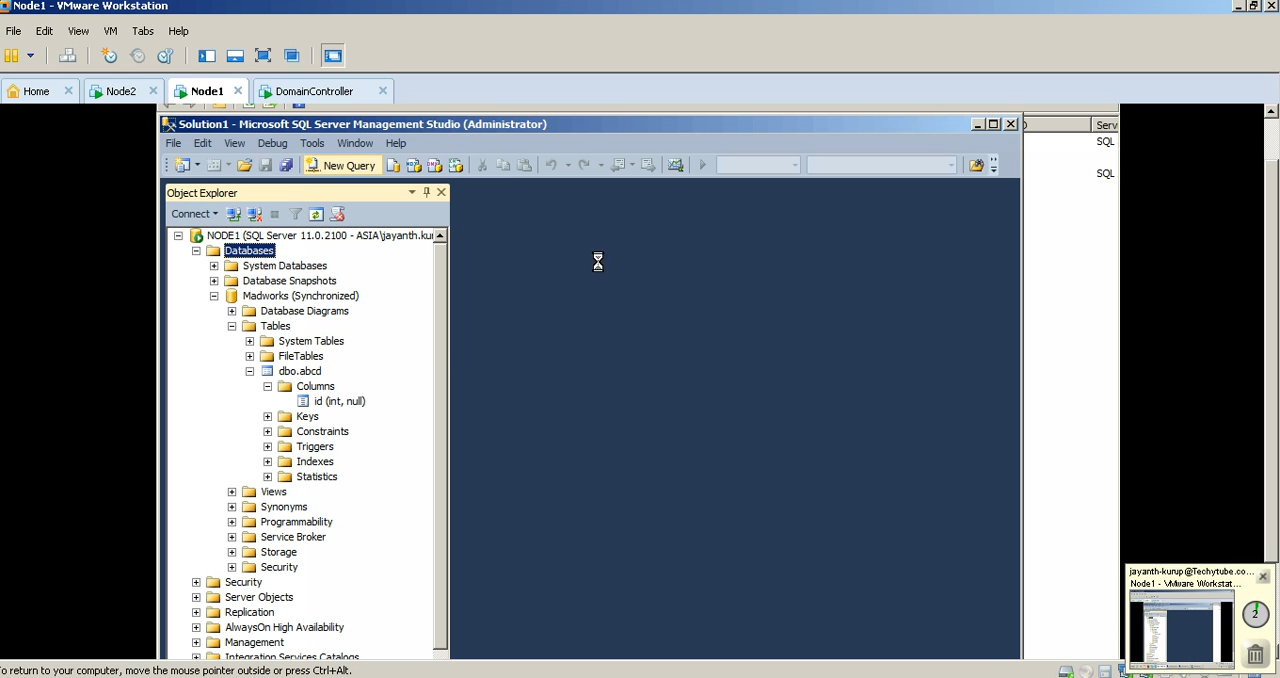 Node1 - VMware Workstation
File Edit View VM Tabs Help
Home Node2 Node1 DomainController
Solution1 - Microsoft SQL Server Management Studio (Administrator)
Serv
File Edit View Debug Tools Window Help
SQL
New Query
SQL
Object Explorer
Connect
NODE1 (SQL Server 11.0.2100 - ASIA\jayanth.kur
Databases
System Databases
Database Snapshots
Madworks (Synchronized)
Database Diagrams
Tables
System Tables
FileTables
dbo.abcd
Columns
id (int, null)
Keys
Constraints
Triggers
Indexes
Statistics
Views
Synonyms
Programmability
Service Broker
Storage
Security
Security
Server Objects
Replication
AlwaysOn High Availability
Management
Integration Services Catalogs
jayanth-kurup@Techytube.co...
Node1 - VMware Workstat...
2
o return to your computer, move the mouse pointer outside or press Ctrl+Alt.